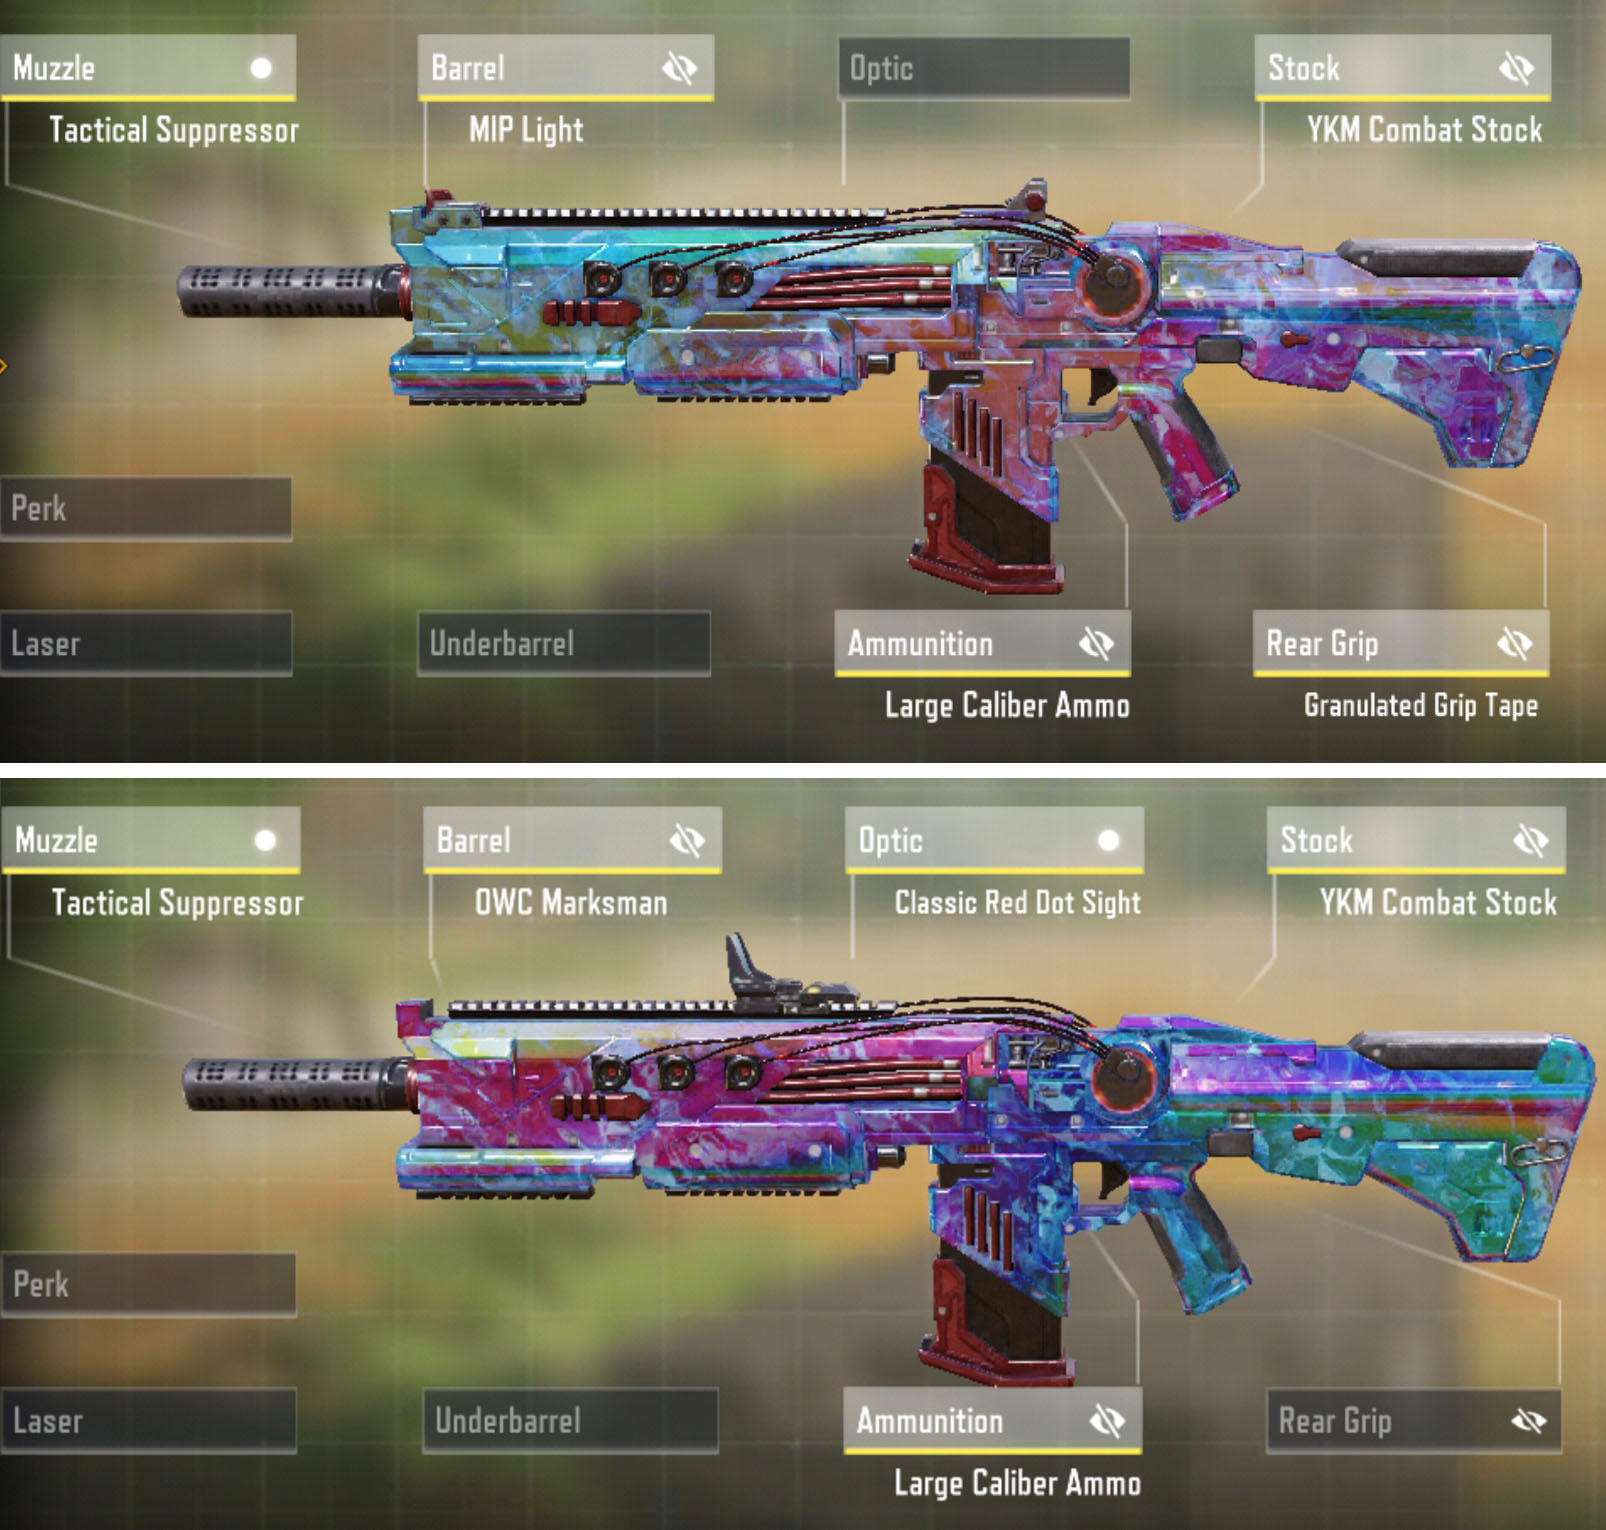 Muzzle
Barrel
Optic
Stock
Tactical Suppressor
MIP Light
YKM Combat Stock
Perk
Laser
Underbarrel
Ammunition
Rear Grip
Large Caliber Ammo
Granulated Grip Tape
Muzzle
Barrel
Optic
Stock
Tactical Suppressor
OWC Marksman
Classic Red Dot Sight
YKM Combat Stock
Perk
Laser
Underbarrel
Ammunition
Rear Grip
Large Caliber Ammo